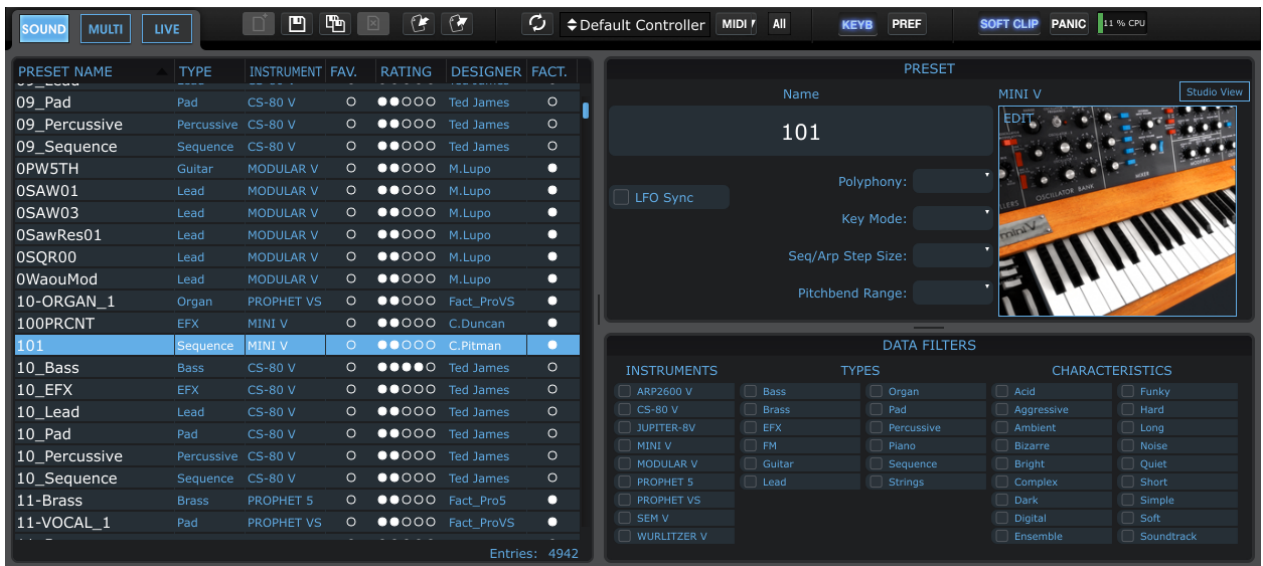 SOUND MULTI LIVE Default Controller MIDI All KEYB PREF SOFT CLIP PANIC 11 % CPU
PRESET NAME TYPE INSTRUMENT FAV. RATING DESIGNER FACT.
09_Pad Pad CS-80 V Ted James
09_Percussive Percussive CS-80 V Ted James
09_Sequence Sequence CS-80 V Ted James
0PW5TH Guitar MODULAR V M.Lupo
0SAW01 Lead MODULAR V M.Lupo
0SAW03 Lead MODULAR V M.Lupo
0SawRes01 Lead MODULAR V M.Lupo
0SQR00 Lead MODULAR V M.Lupo
0WaouMod Lead MODULAR V M.Lupo
10-ORGAN_1 Organ PROPHET VS Fact_ProVS
100PRCNT EFX MINI V C.Duncan
101 Sequence MINI V C.Pitman
10_Bass Bass CS-80 V Ted James
10_EFX EFX CS-80 V Ted James
10_Lead Lead CS-80 V Ted James
10_Pad Pad CS-80 V Ted James
10_Percussive Percussive CS-80 V Ted James
10_Sequence Sequence CS-80 V Ted James
11-Brass Brass PROPHET 5 Fact_Pro5
11-VOCAL_1 Pad PROPHET VS Fact_ProVS
Entries: 4942
PRESET
Name MINI V Studio View
101
EDIT
LFO Sync
Polyphony:
Key Mode:
Seq/Arp Step Size:
Pitchbend Range:
MIXER
OSCILLATOR BANK
miniV
DATA FILTERS
INSTRUMENTS TYPES CHARACTERISTICS
ARP2600 V Bass Organ Acid Funky
CS-80 V Brass Pad Aggressive Hard
JUPITER-8V EFX Percussive Ambient Long
MINI V FM Piano Bizarre Noise
MODULAR V Guitar Sequence Bright Quiet
PROPHET 5 Lead Strings Complex Short
PROPHET VS Dark Simple
SEM V Digital Soft
WURLITZER V Ensemble Soundtrack